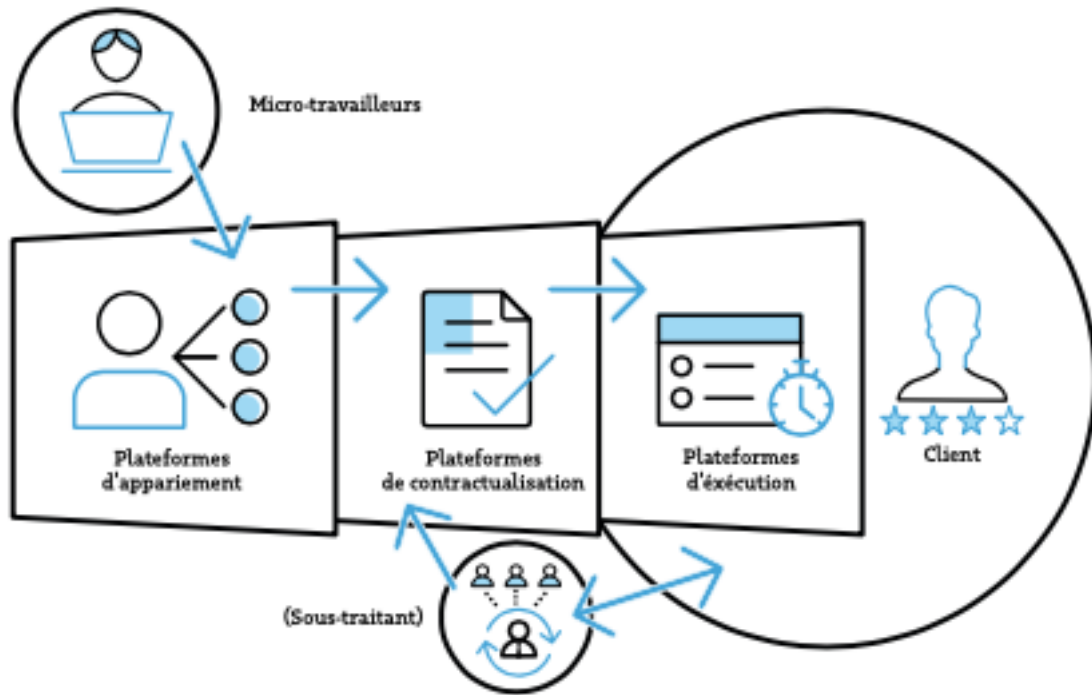 Micro-travailleurs
Plateformes
d'appariement
Plateformes
de contractualisation
Plateformes
d'éxécution
Client
(Sous-traitant)